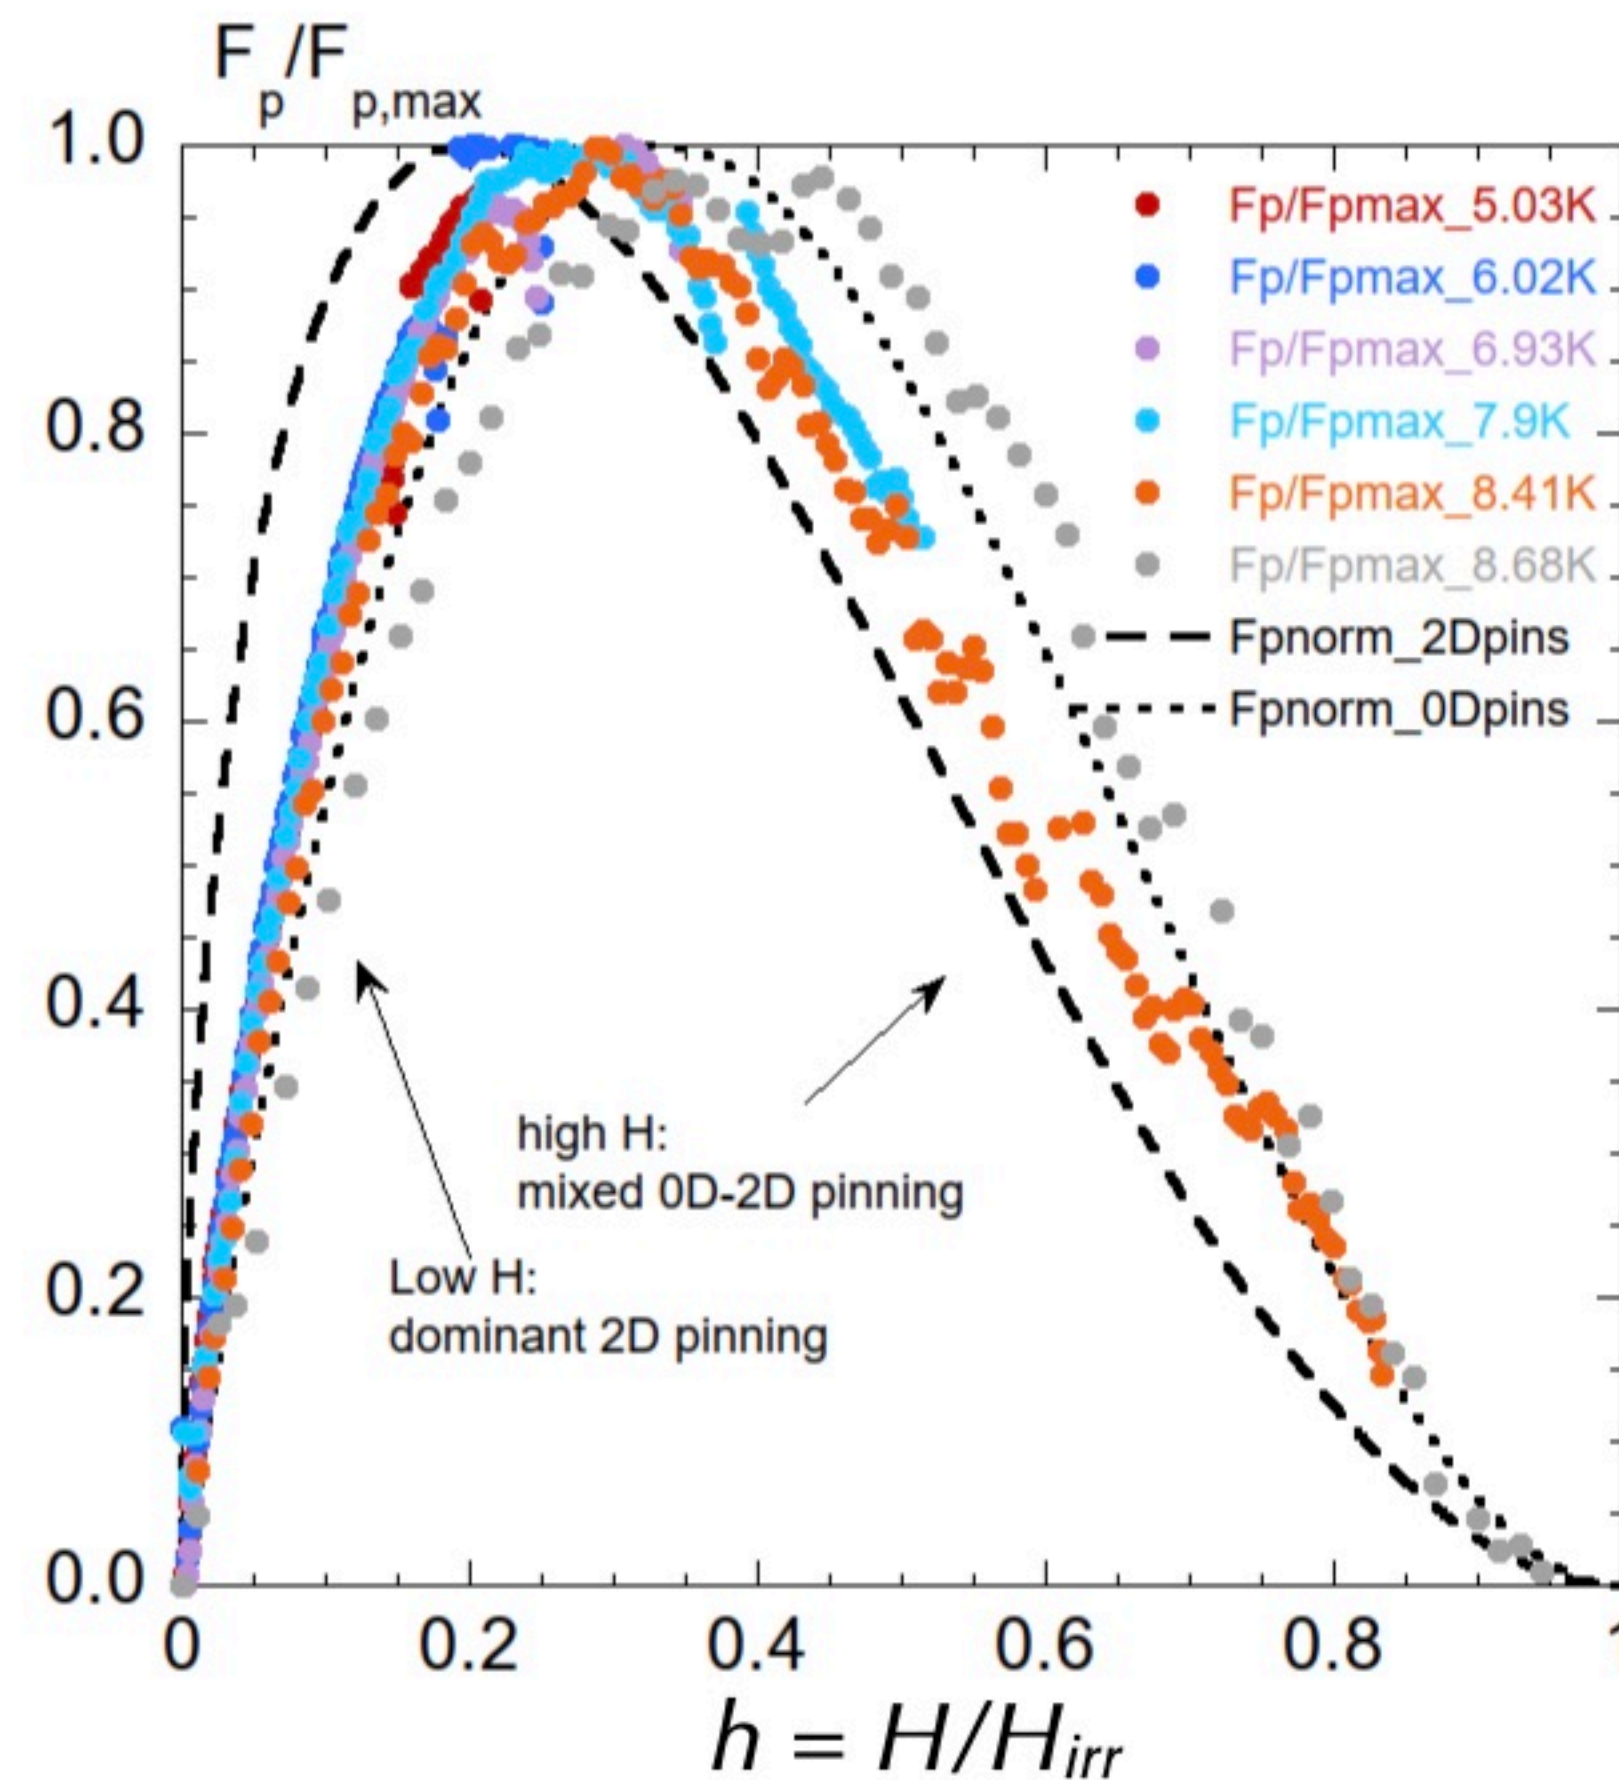 F_p/F_p,max
1.0
Fp/Fpmax_5.03K
Fp/Fpmax_6.02K
Fp/Fpmax_6.93K
0.8
Fp/Fpmax_7.9K
Fp/Fpmax_8.41K
Fp/Fpmax_8.68K
Fpnorm_2Dpins
0.6
Fpnorm_0Dpins
0.4
high H:
mixed 0D-2D pinning
0.2
Low H:
dominant 2D pinning
0.0
0 0.2 0.4 0.6 0.8
h = H/Hirr